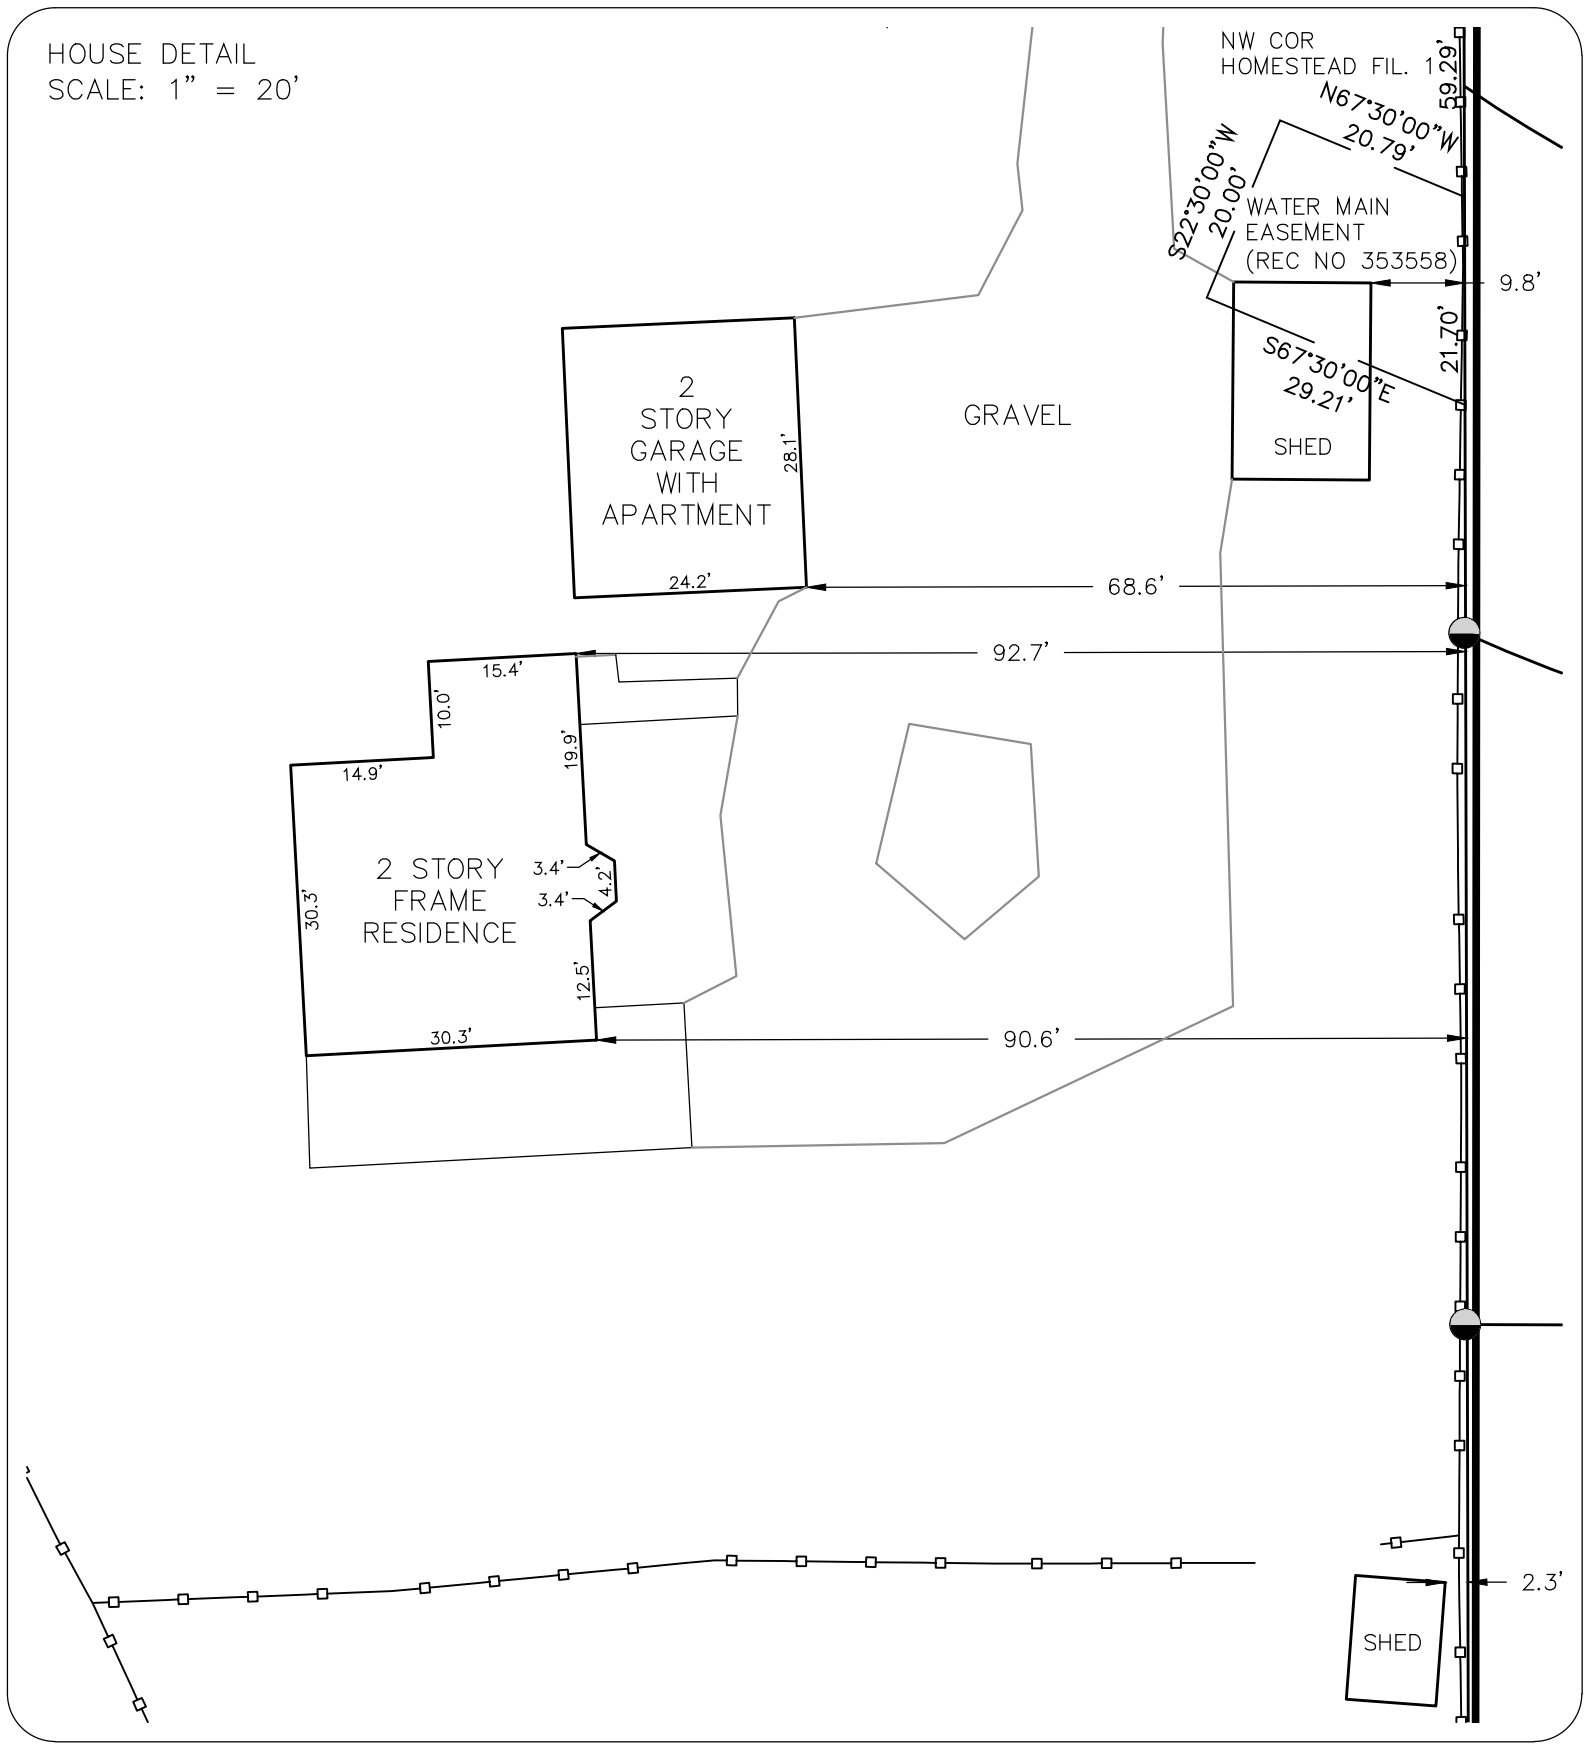 HOUSE DETAIL
SCALE: 1" = 20'
NW COR
HOMESTEAD FIL. 1
59.29'
N67°30'00"W
20.79'
S22°30'00"W
20.00'
WATER MAIN
EASEMENT
(REC NO 353558)
9.8'
21.70'
S67°30'00"E
29.21'
SHED
2
STORY
GARAGE
WITH
APARTMENT
28.1'
24.2'
GRAVEL
68.6'
92.7'
15.4'
10.0'
14.9'
19.9'
3.4'
4.2'
3.4'
2 STORY
FRAME
RESIDENCE
30.3'
12.5'
30.3'
90.6'
2.3'
SHED